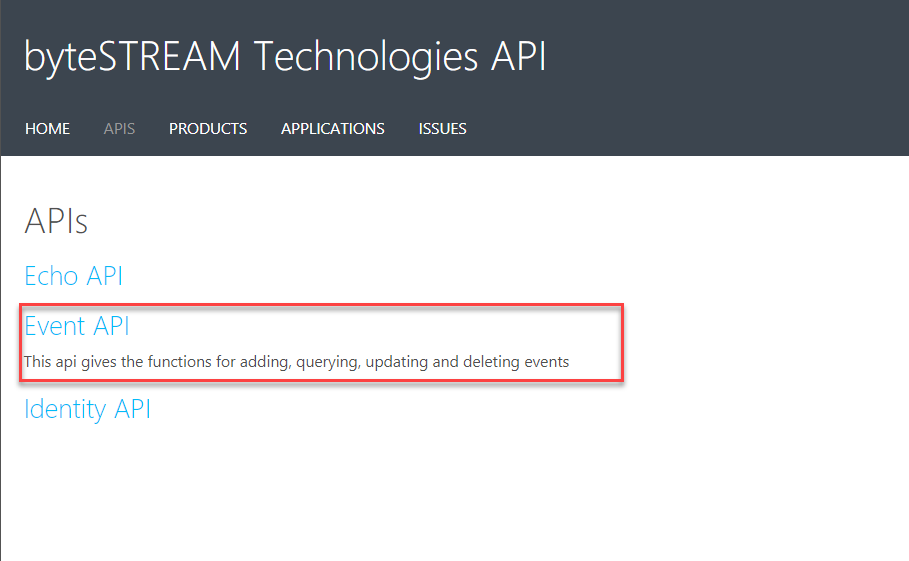 byteSTREAM Technologies API
HOME APIS PRODUCTS APPLICATIONS ISSUES
APIs
Echo API
Event API
This api gives the functions for adding, querying, updating and deleting events
Identity API